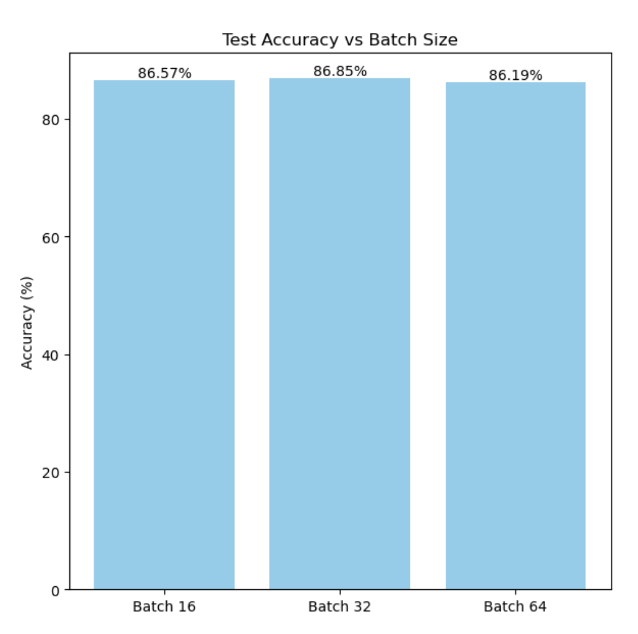 Test Accuracy vs Batch Size
86.57%
86.85%
86.19%
Accuracy (%)
80
60
40
20
0
Batch 16
Batch 32
Batch 64